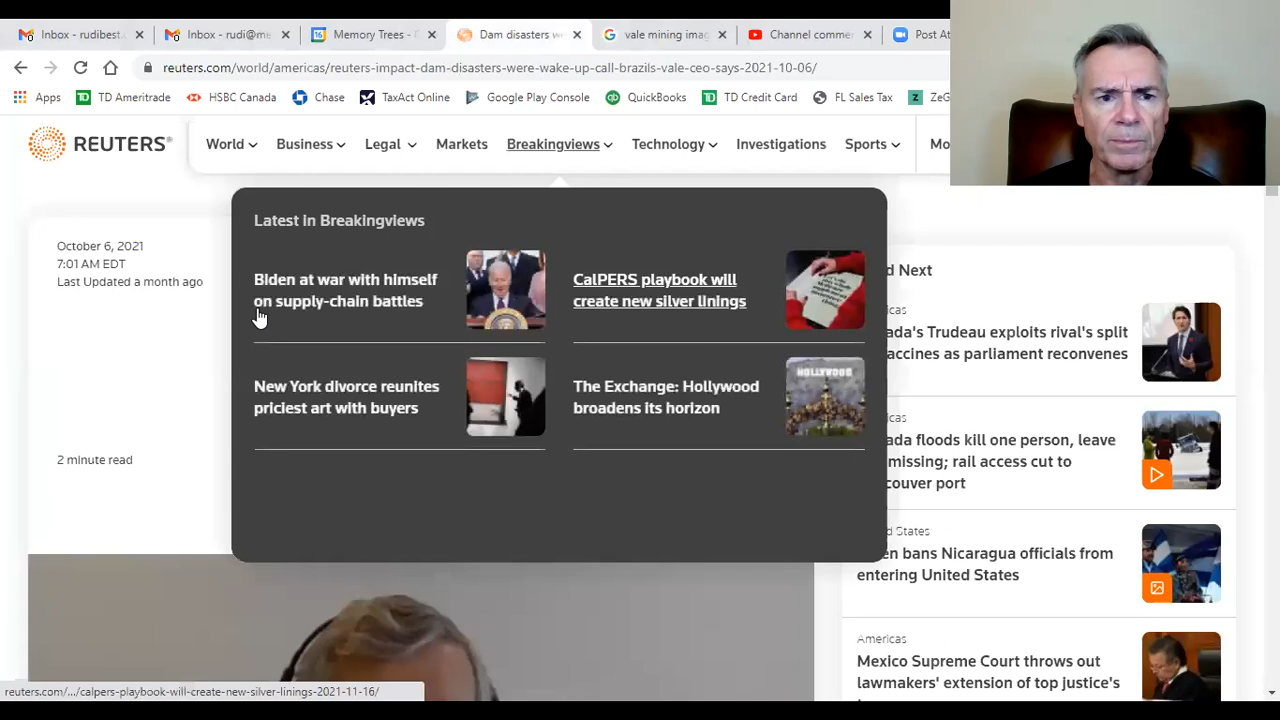 Inbox - rudibest.
Inbox - rudi@me
Memory Trees - F
Dam disasters we
vale mining imag
Channel comme
Post At
reuters.com/world/americas/reuters-impact-dam-disasters-were-wake-up-call-brazils-vale-ceo-says-2021-10-06/
Apps
TD Ameritrade
HSBC Canada
Chase
TaxAct Online
Google Play Console
QuickBooks
TD Credit Card
FL Sales Tax
ZeG
REUTERS
World
Business
Legal
Markets
Breakingviews
Technology
Investigations
Sports
Mo
October 6, 2021
7:01 AM EDT
Last Updated a month ago
2 minute read
Latest in Breakingviews
Biden at war with himself
on supply-chain battles
CalPERS playbook will
create new silver linings
New York divorce reunites
priciest art with buyers
The Exchange: Hollywood
broadens its horizon
d Next
cas
ada's Trudeau exploits rival's split
accines as parliament reconvenes
cas
ada floods kill one person, leave
missing; rail access cut to
couver port
d States
en bans Nicaragua officials from
entering United States
Americas
Mexico Supreme Court throws out
lawmakers' extension of top justice's
reuters.com/.../calpers-playbook-will-create-new-silver-linings-2021-11-16/